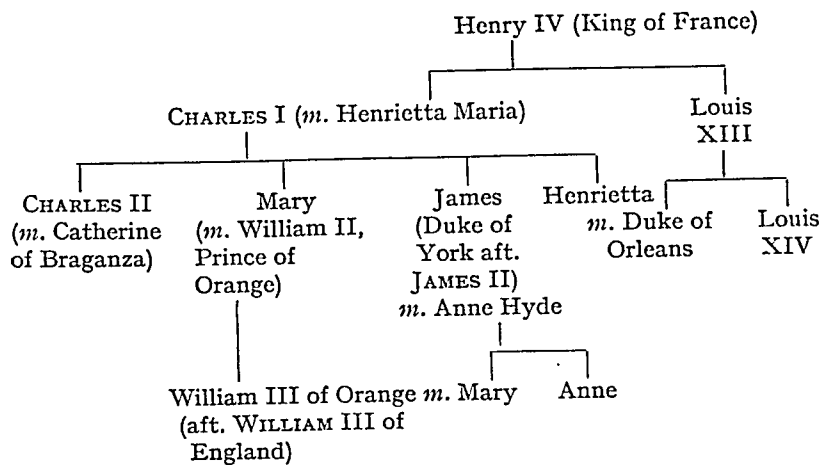 Henry IV (King of France)
CHARLES I (m. Henrietta Maria)
Louis
XIII
CHARLES II
(m. Catherine
of Braganza)
Mary
(m. William II,
Prince of
Orange)
James
(Duke of
York aft.
JAMES II)
m. Anne Hyde
Henrietta
m. Duke of
Orleans
Louis
XIV
William III of Orange m. Mary
(aft. WILLIAM III of
England)
Anne